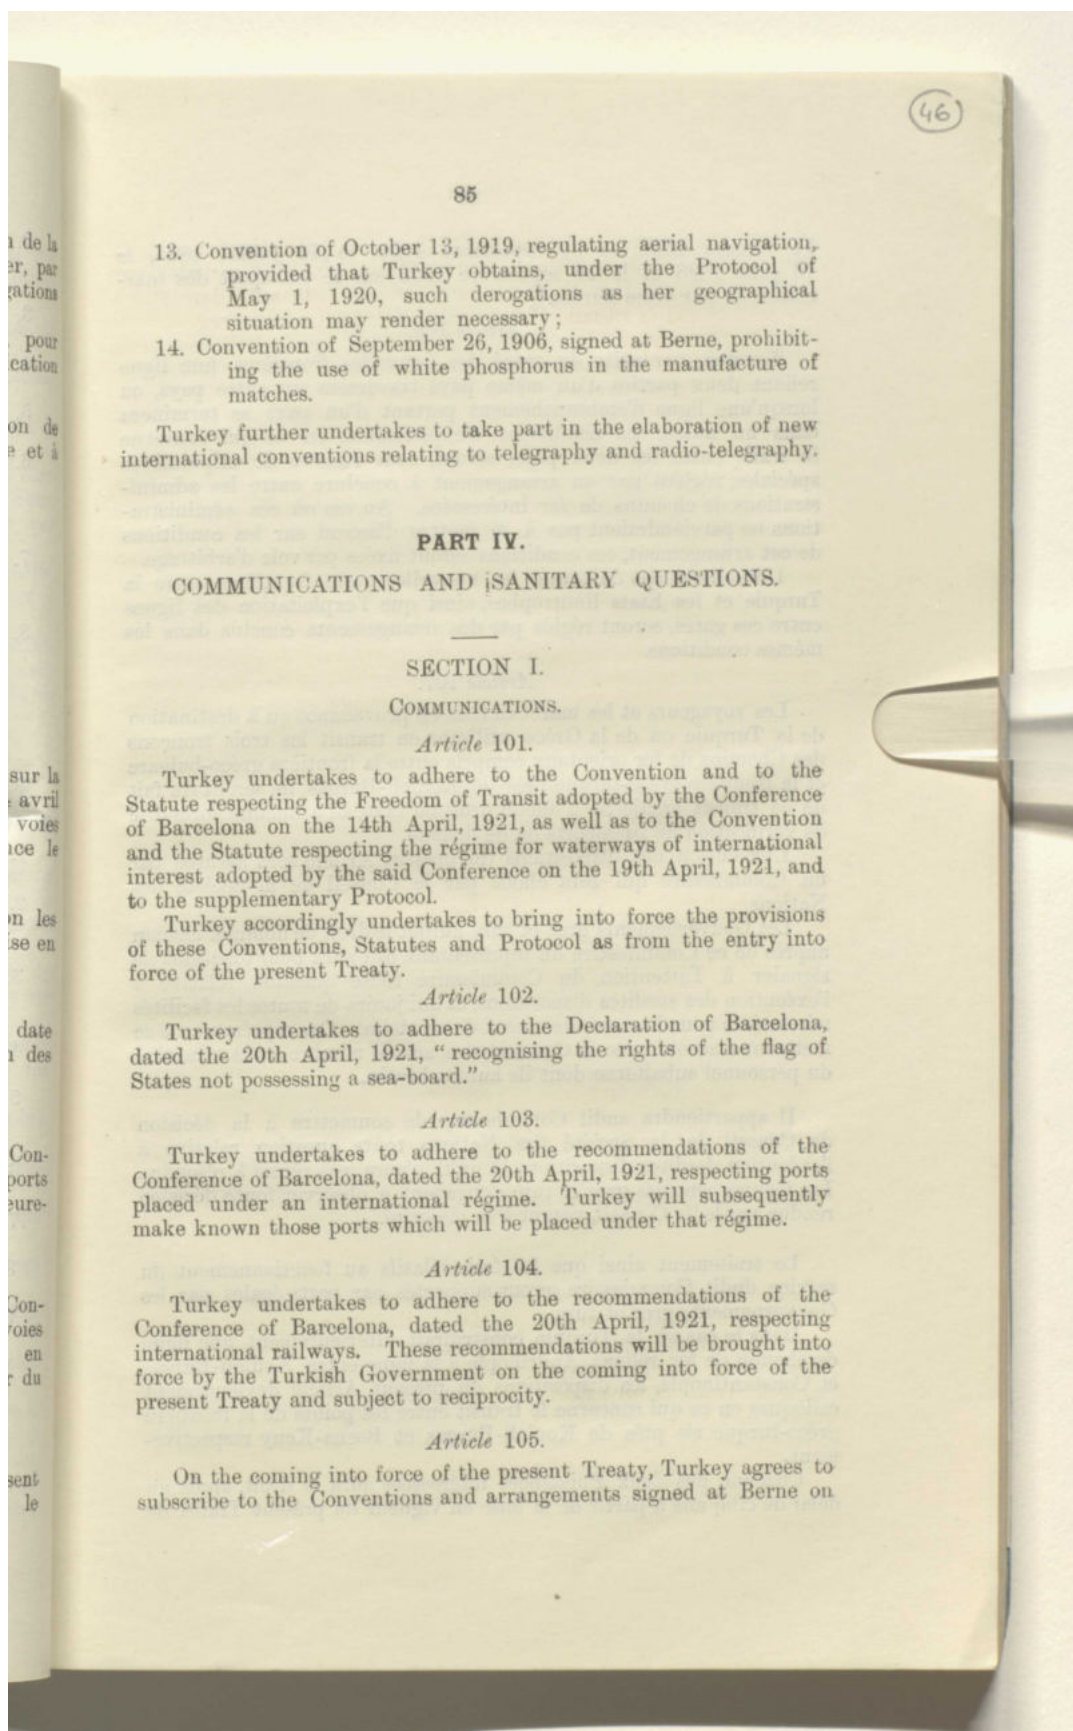 46
85
13. Convention of October 13, 1919, regulating aerial navigation,
provided that Turkey obtains, under the Protocol of
May 1, 1920, such derogations as her geographical
situation may render necessary;
14. Convention of September 26, 1906, signed at Berne, prohibit-
ing the use of white phosphorus in the manufacture of
matches.
Turkey further undertakes to take part in the elaboration of new
international conventions relating to telegraphy and radio-telegraphy.
PART IV.
COMMUNICATIONS AND SANITARY QUESTIONS.
SECTION I.
COMMUNICATIONS.
Article 101.
Turkey undertakes to adhere to the Convention and to the
Statute respecting the Freedom of Transit adopted by the Conference
of Barcelona on the 14th April, 1921, as well as to the Convention
and the Statute respecting the régime for waterways of international
interest adopted by the said Conference on the 19th April, 1921, and
to the supplementary Protocol.
Turkey accordingly undertakes to bring into force the provisions
of these Conventions, Statutes and Protocol as from the entry into
force of the present Treaty.
Article 102.
Turkey undertakes to adhere to the Declaration of Barcelona,
dated the 20th April, 1921, “recognising the rights of the flag of
States not possessing a sea-board.”
Article 103.
Turkey undertakes to adhere to the recommendations of the
Conference of Barcelona, dated the 20th April, 1921, respecting ports
placed under an international régime. Turkey will subsequently
make known those ports which will be placed under that régime.
Article 104.
Turkey undertakes to adhere to the recommendations of the
Conference of Barcelona, dated the 20th April, 1921, respecting
international railways. These recommendations will be brought into
force by the Turkish Government on the coming into force of the
present Treaty and subject to reciprocity.
Article 105.
On the coming into force of the present Treaty, Turkey agrees to
subscribe to the Conventions and arrangements signed at Berne on